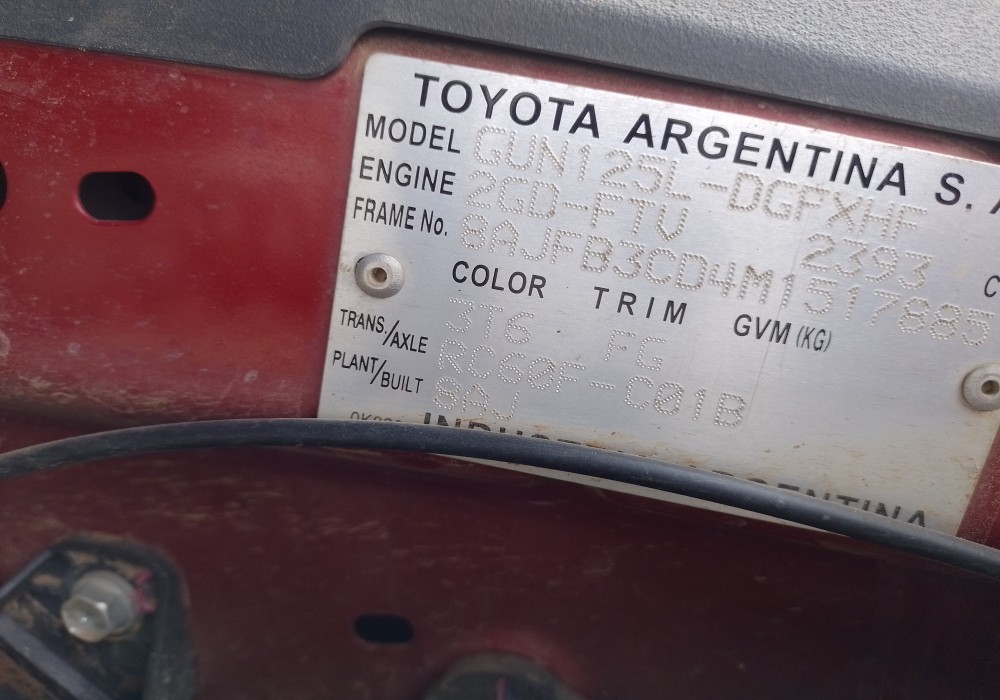 TOYOTA ARGENTINA S.
MODEL GUN125L-DGFXHF
ENGINE 2GD-FTV 2393
FRAME No. 8AJFB3CD4M1517885
COLOR TRIM GVM (KG)
3T6 FG
TRANS./AXLE RC60F-C01B
PLANT/BUILT 8AJ